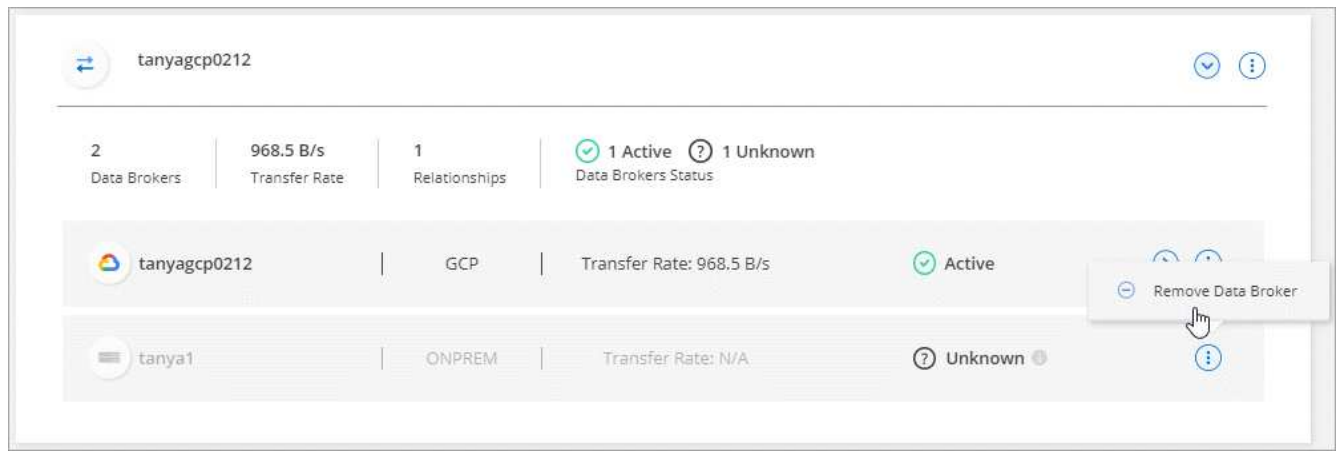 tanyagcp0212
2 968.5 B/s 1 1 Active ? 1 Unknown
Data Brokers Transfer Rate Relationships Data Brokers Status
tanyagcp0212 GCP Transfer Rate: 968.5 B/s Active
Remove Data Broker
tanya1 ONPREM Transfer Rate: N/A ? Unknown